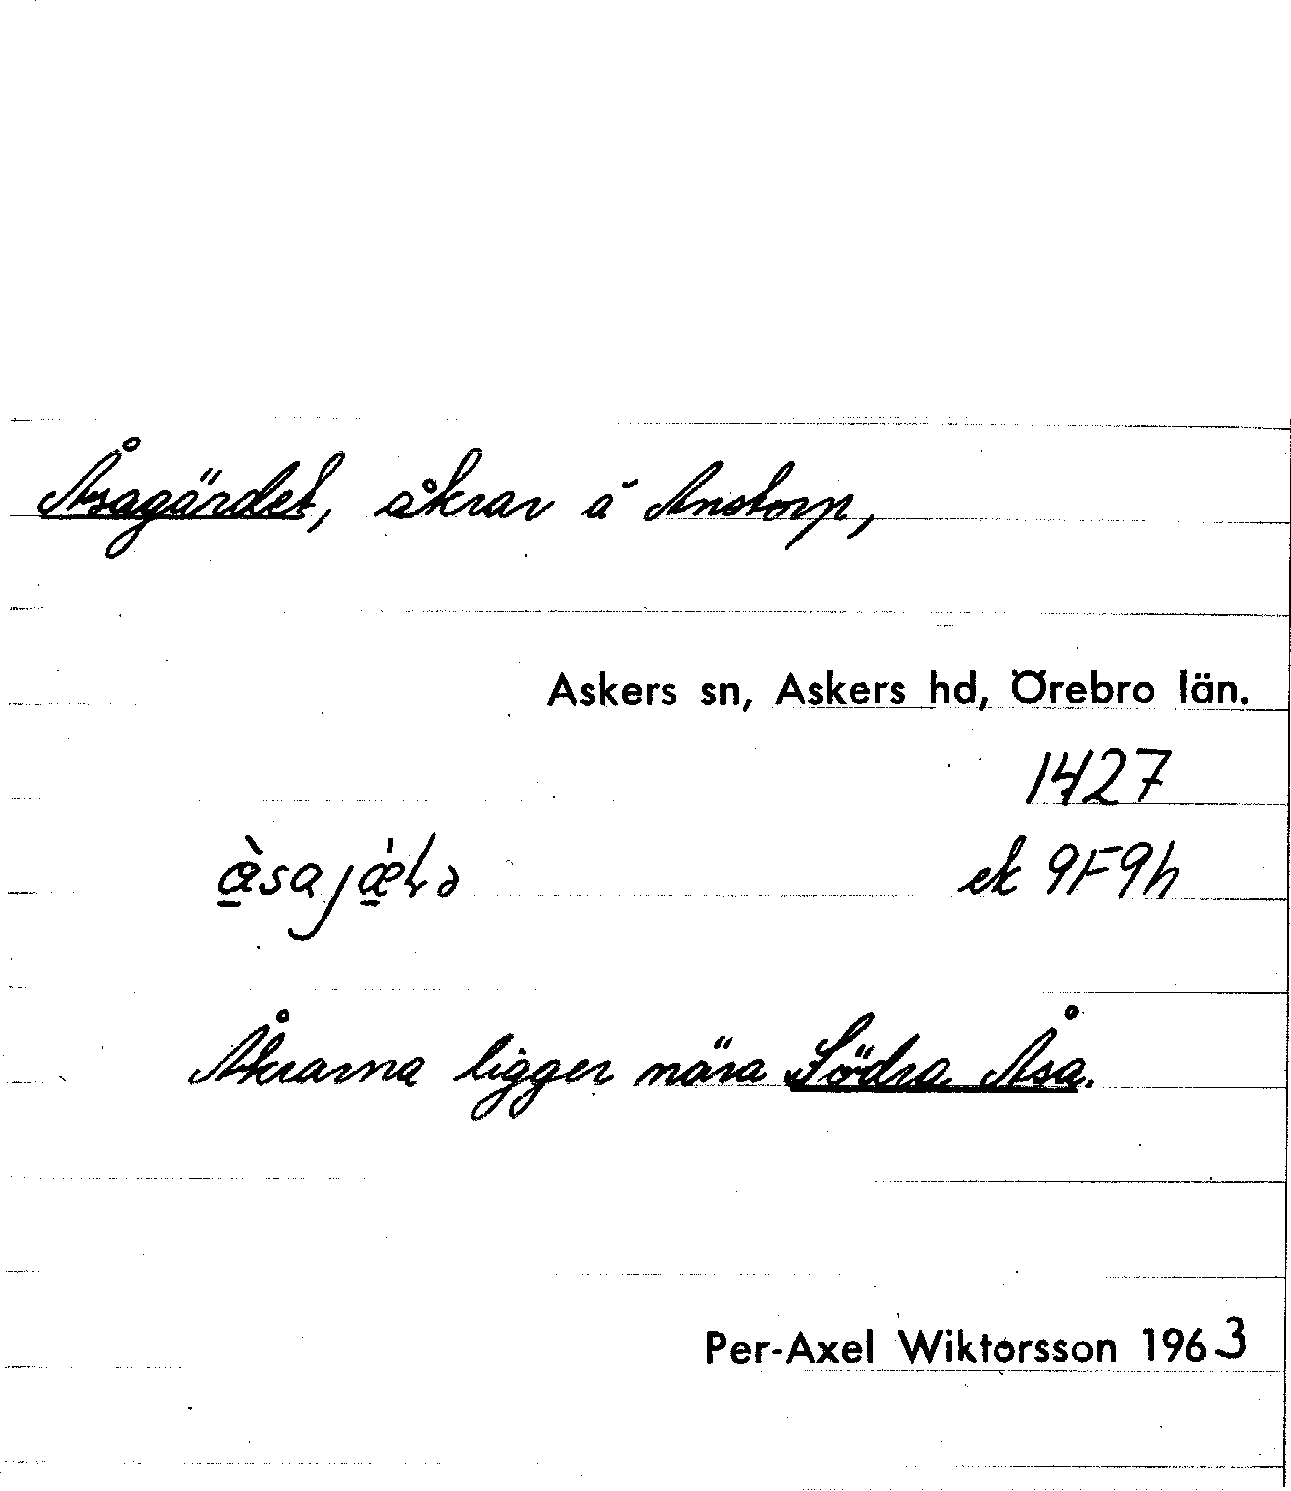 Åsagärdet, åkrar å Anstorp,
Askers sn, Askers hd, Örebro län.
1427
ek 9F9h
Åkrarna ligger nära Södra Åsa.
Per-Axel Wiktorsson 1963